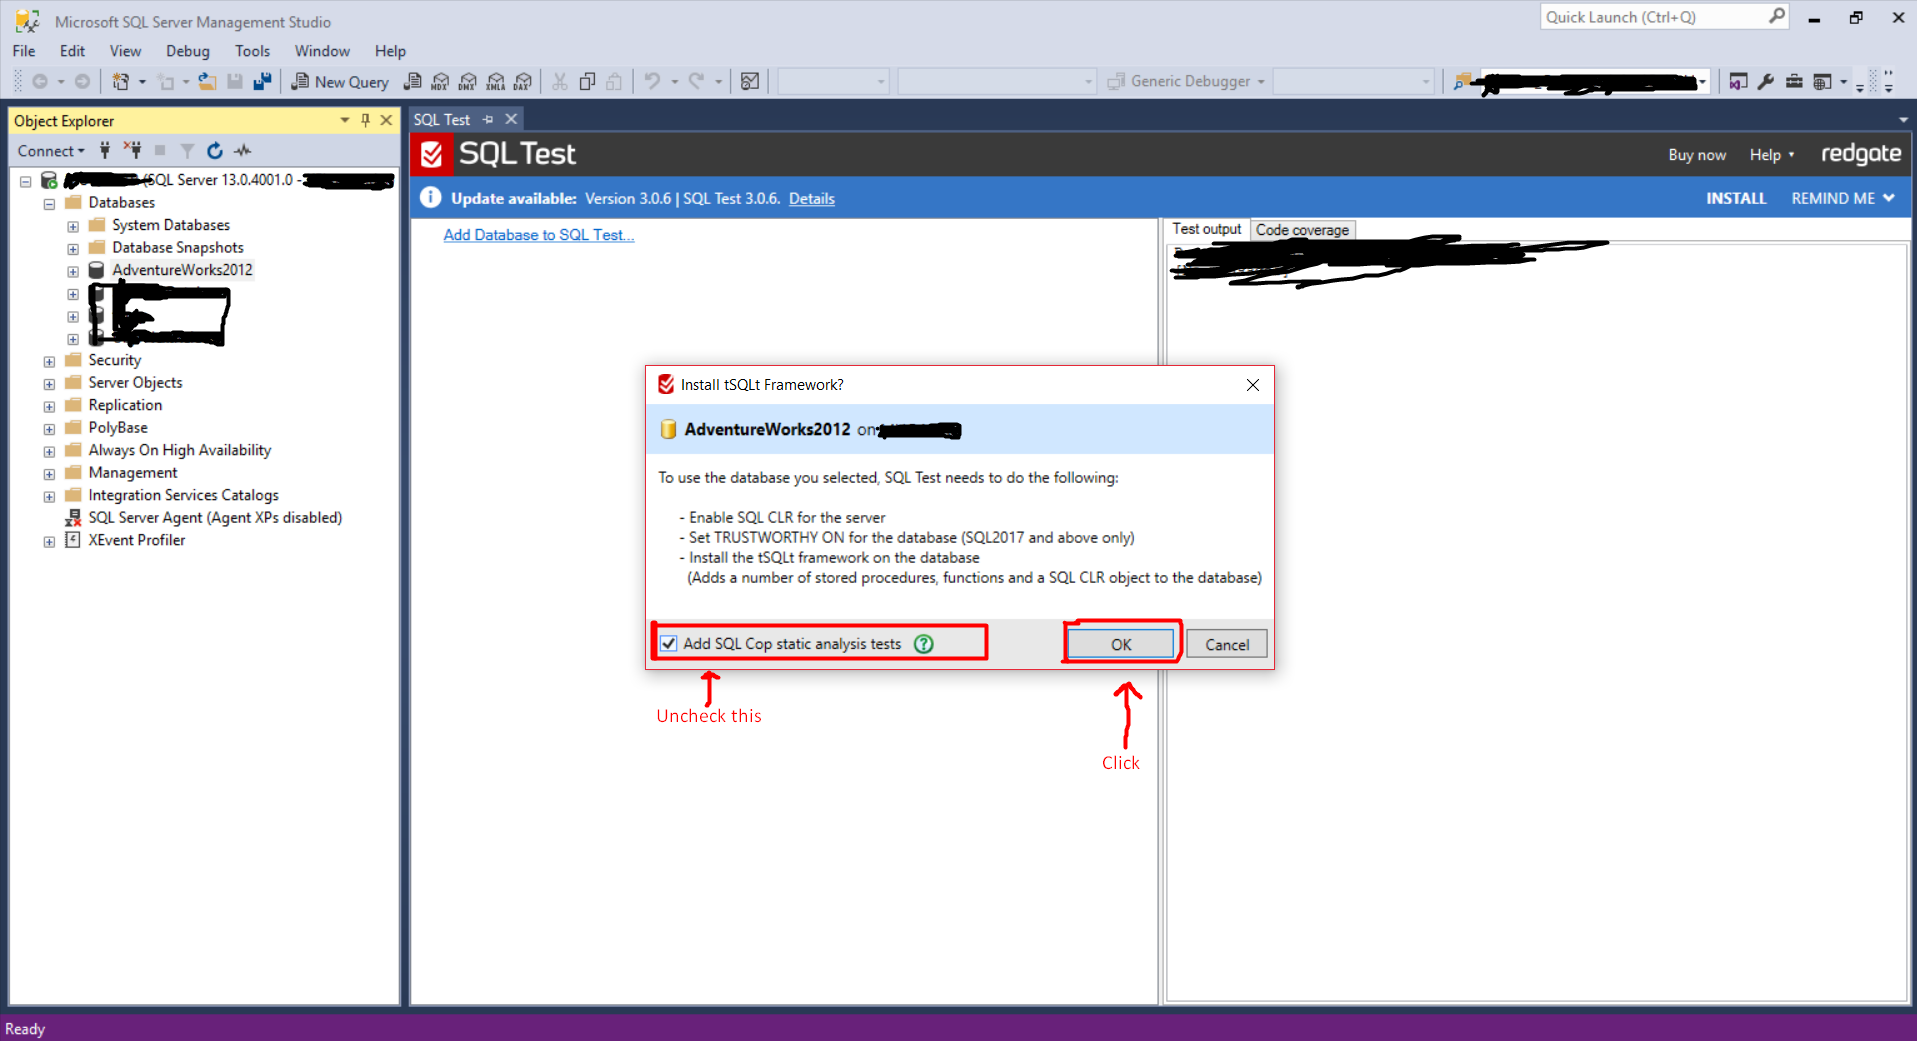 Microsoft SQL Server Management Studio
Quick Launch (Ctrl+Q)
File Edit View Debug Tools Window Help
New Query MDX DMX XMLA DAX Generic Debugger
Object Explorer
SQL Test
Connect
SQL Test
Buy now Help redgate
(SQL Server 13.0.4001.0 -
Update available: Version 3.0.6 | SQL Test 3.0.6. Details
INSTALL REMIND ME
Databases
System Databases
Database Snapshots
AdventureWorks2012
Security
Server Objects
Replication
PolyBase
Always On High Availability
Management
Integration Services Catalogs
SQL Server Agent (Agent XPs disabled)
XEvent Profiler
Add Database to SQL Test...
Test output Code coverage
Install tSQLt Framework?
AdventureWorks2012 on
To use the database you selected, SQL Test needs to do the following:
- Enable SQL CLR for the server
- Set TRUSTWORTHY ON for the database (SQL2017 and above only)
- Install the tSQLt framework on the database
(Adds a number of stored procedures, functions and a SQL CLR object to the database)
Add SQL Cop static analysis tests ?
OK Cancel
Uncheck this
Click
Ready